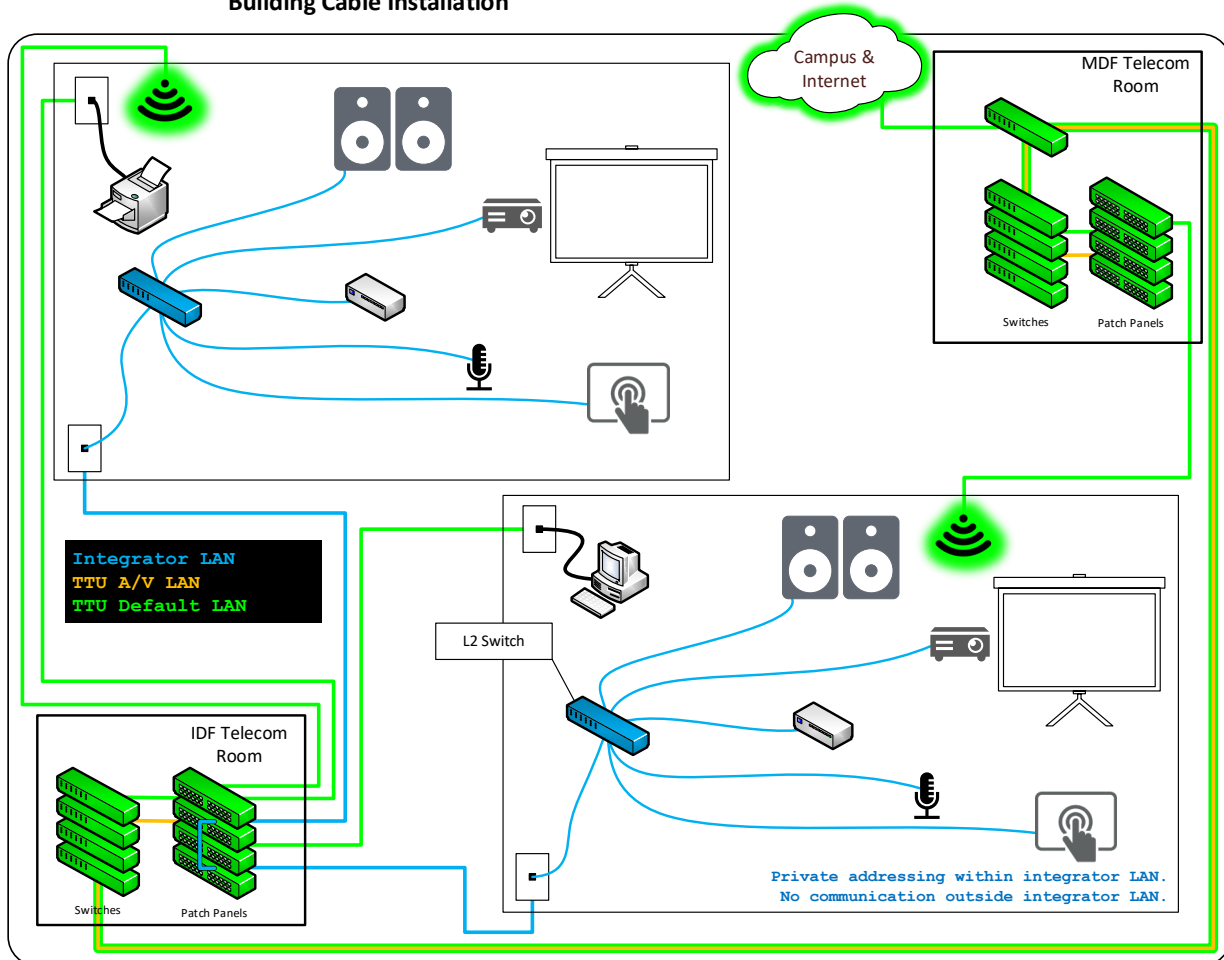 Building Cable Installation
Campus &
Internet
MDF Telecom
Room
Switches
Patch Panels
Integrator LAN
TTU A/V LAN
TTU Default LAN
L2 Switch
IDF Telecom
Room
Switches
Patch Panels
Private addressing within integrator LAN.
No communication outside integrator LAN.